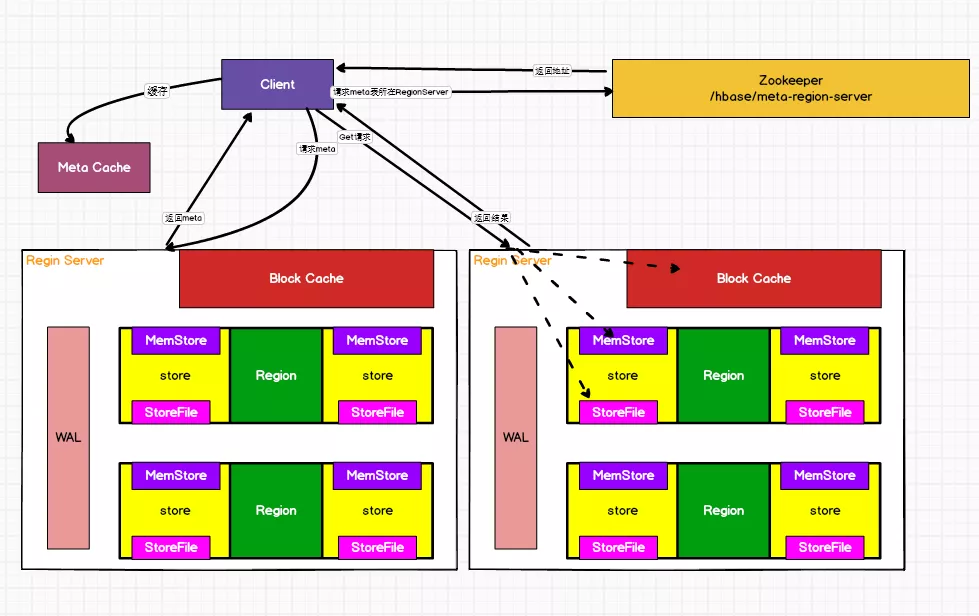 返回地址
Client
Zookeeper
/hbase/meta-region-server
缓存
请求meta表所在RegionServer
Get请求
请求meta
Meta Cache
返回meta
返回结果
Regin Server
Block Cache
MemStore
MemStore
store
Region
store
StoreFile
StoreFile
WAL
MemStore
MemStore
store
Region
store
StoreFile
StoreFile
Regin Server
Block Cache
MemStore
MemStore
store
Region
store
StoreFile
StoreFile
WAL
MemStore
MemStore
store
Region
store
StoreFile
StoreFile